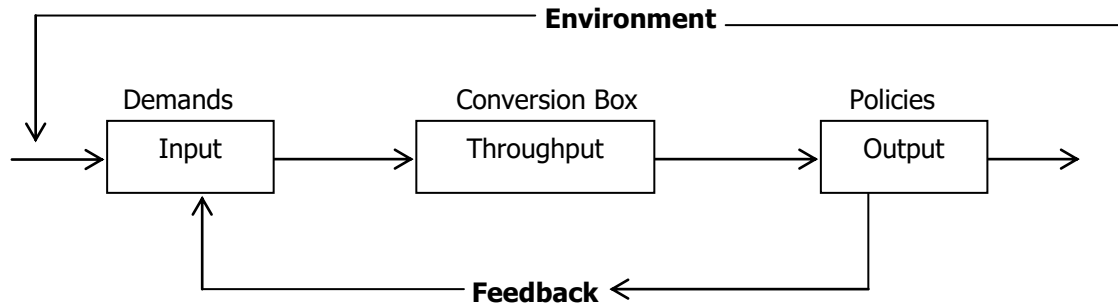 Environment
Demands
Conversion Box
Policies
Input
Throughput
Output
Feedback